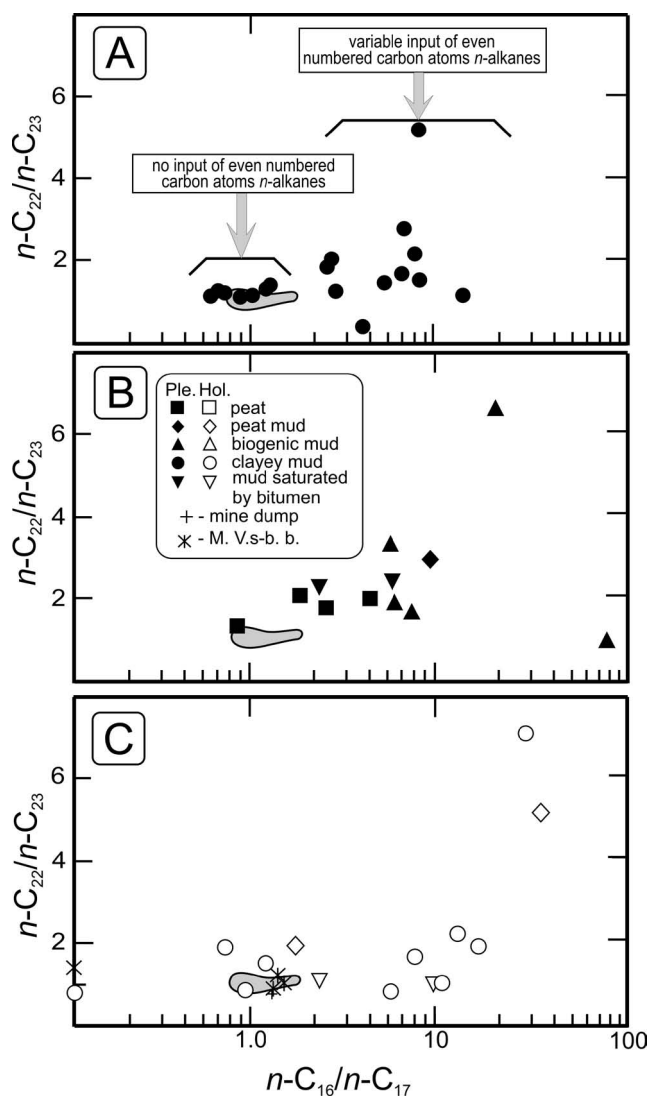 A
variable input of even
numbered carbon atoms n-alkanes
no input of even numbered
carbon atoms n-alkanes
n-C₂₂/n-C₂₃
6
4
2
B
Ple. Hol.
peat
peat mud
biogenic mud
clayey mud
mud saturated
by bitumen
- mine dump
- M. V.s-b. b.
n-C₂₂/n-C₂₃
6
4
2
C
n-C₂₂/n-C₂₃
6
4
2
1.0 10 100
n-C₁₆/n-C₁₇